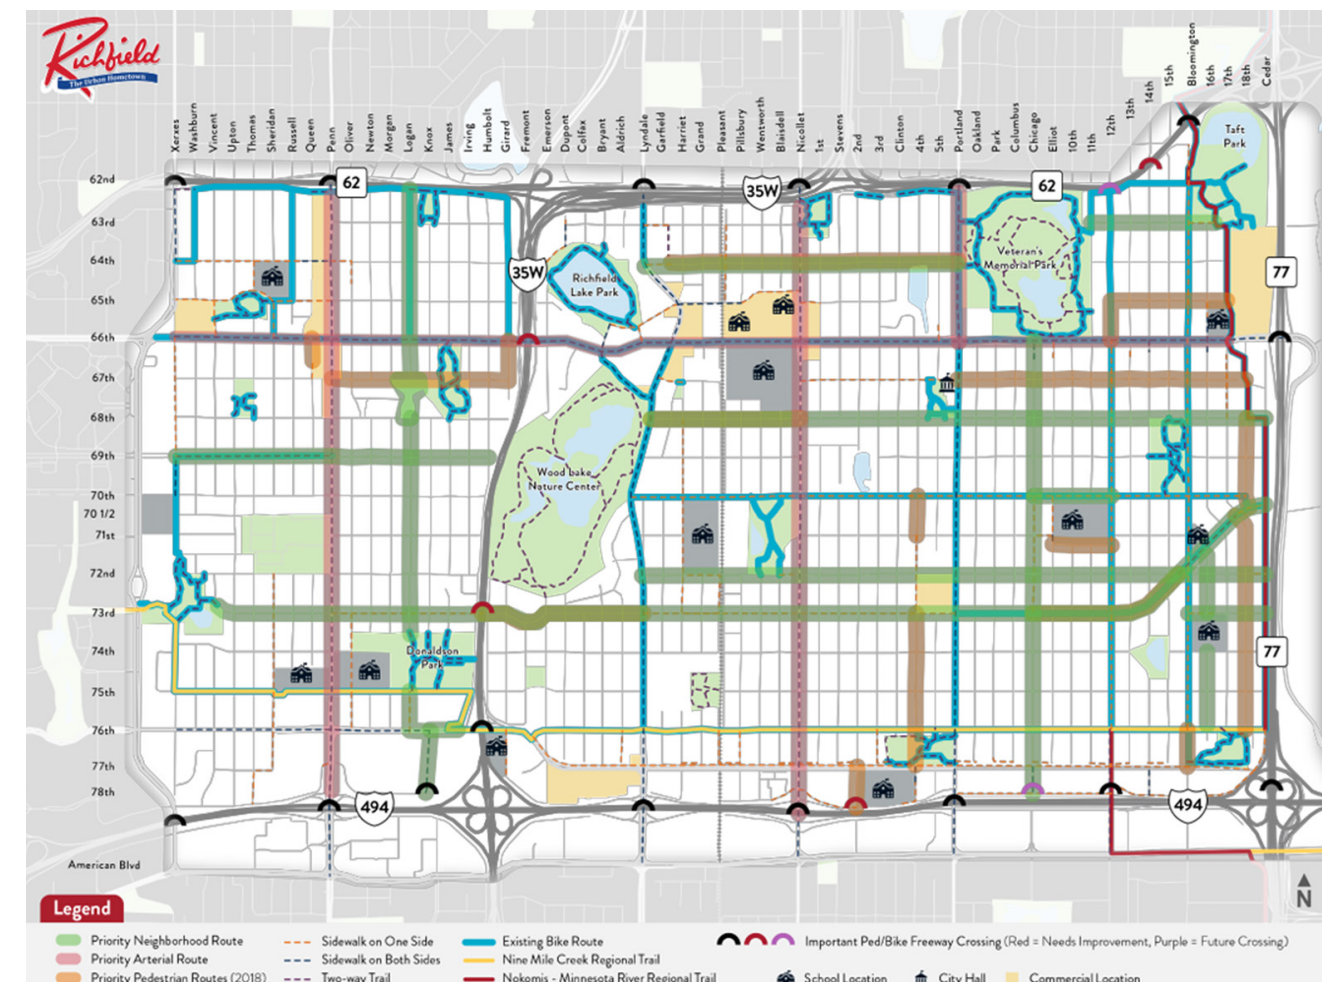 Richfield
The Urban Hometown
Xerxes
Washburn
Vincent
Upton
Thomas
Sheridan
Russell
Queen
Penn
Oliver
Newton
Morgan
Logan
Knox
James
Irving
Humbolt
Girard
Fremont
Emerson
Dupont
Colfax
Bryant
Aldrich
Lyndale
Garfield
Harriet
Grand
Pleasant
Pillsbury
Wentworth
Blaisdell
Nicollet
1st
Stevens
2nd
3rd
Clinton
4th
5th
Portland
Oakland
Park
Columbus
Chicago
Elliot
10th
11th
12th
13th
14th
15th
Bloomington
16th
17th
18th
Cedar
Taft
Park
62nd
62
35W
62
63rd
64th
Veteran's
Memorial Park
35W
Richfield
Lake Park
77
65th
66th
67th
68th
69th
Wood Lake
Nature Center
70th
70 1/2
71st
72nd
73rd
74th
Donaldson
Park
77
75th
76th
77th
78th
494
494
American Blvd
N
Legend
Priority Neighborhood Route
Sidewalk on One Side
Existing Bike Route
Important Ped/Bike Freeway Crossing (Red = Needs Improvement, Purple = Future Crossing)
Priority Arterial Route
Sidewalk on Both Sides
Nine Mile Creek Regional Trail
Priority Pedestrian Routes (2018)
Two-way Trail
Nokomis - Minnesota River Regional Trail
School Location
City Hall
Commercial Location